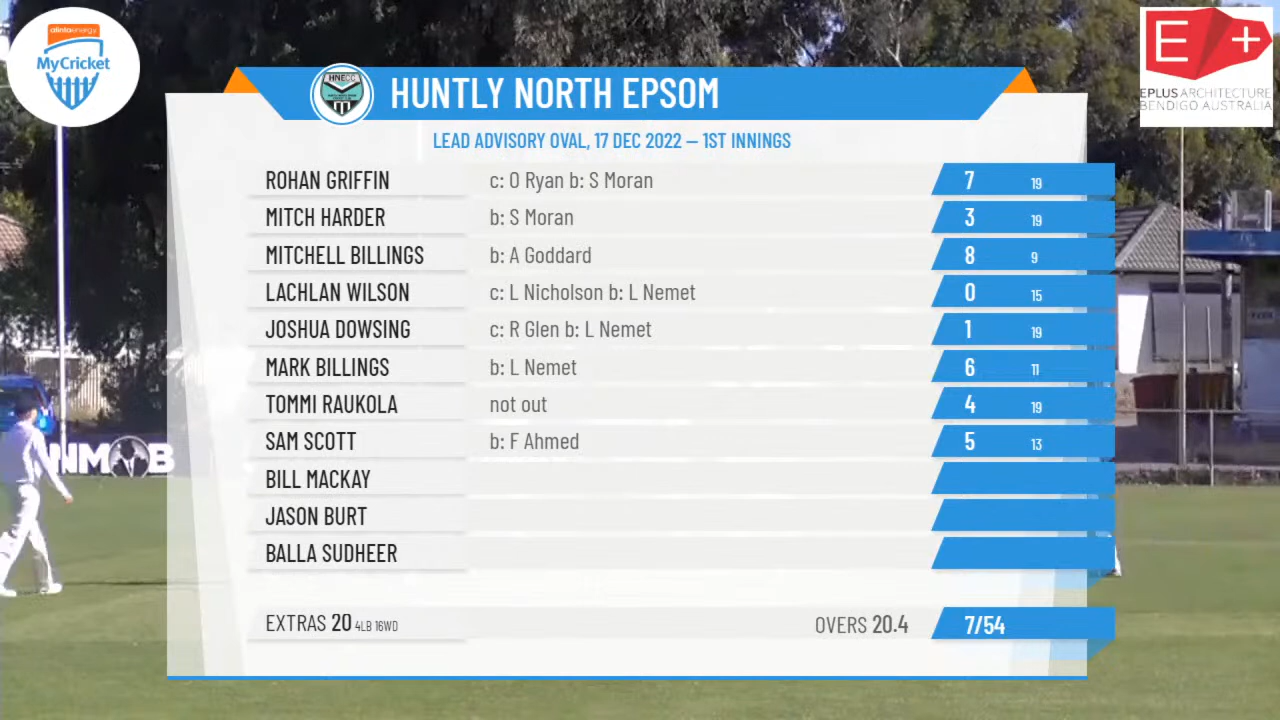 alintaenergy
MyCricket
E+
EPLUS ARCHITECTURE
BENDIGO AUSTRALIA
HNECC
HUNTLY NORTH EPSOM
LEAD ADVISORY OVAL, 17 DEC 2022 – 1ST INNINGS
ROHAN GRIFFIN c: O Ryan b: S Moran 7 19
MITCH HARDER b: S Moran 3 19
MITCHELL BILLINGS b: A Goddard 8 9
LACHLAN WILSON c: L Nicholson b: L Nemet 0 15
JOSHUA DOWSING c: R Glen b: L Nemet 1 19
MARK BILLINGS b: L Nemet 6 11
TOMMI RAUKOLA not out 4 19
SAM SCOTT b: F Ahmed 5 13
BILL MACKAY
JASON BURT
BALLA SUDHEER
EXTRAS 20 4LB 16WD OVERS 20.4 7/54